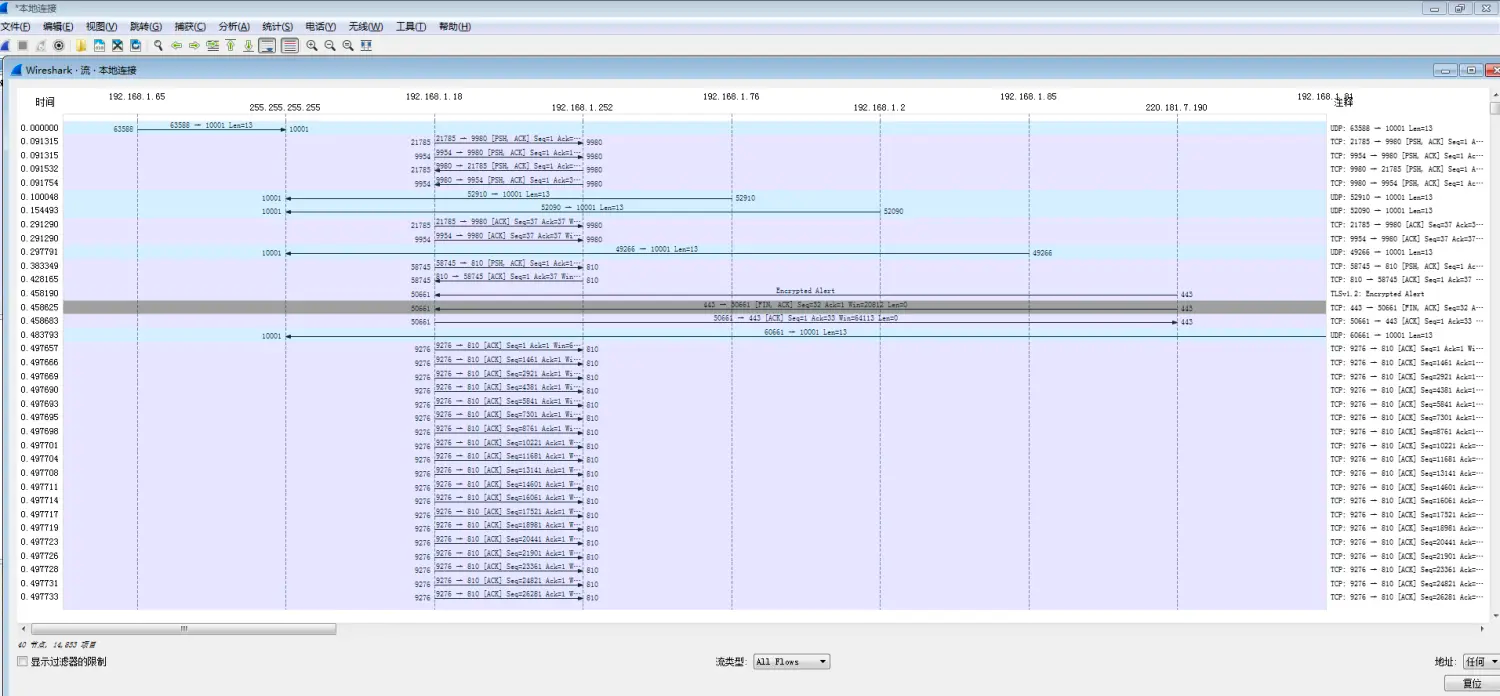 *本地连接
文件(F) 编辑(E) 视图(V) 跳转(G) 捕获(C) 分析(A) 统计(S) 电话(Y) 无线(W) 工具(T) 帮助(H)
Wireshark · 流 · 本地连接
时间 192.168.1.65 255.255.255.255 192.168.1.18 192.168.1.252 192.168.1.76 192.168.1.2 192.168.1.85 220.181.7.190 注释
0.000000 63588 63588 → 10001 Len=13 10001 UDP: 63588 → 10001 Len=13
0.091315 21785 21785 → 9980 [PSH, ACK] Seq=1 Ack=··· 9980 TCP: 21785 → 9980 [PSH, ACK] Seq=1 A···
0.091315 9954 9954 → 9980 [PSH, ACK] Seq=1 Ack=1··· 9980 TCP: 9954 → 9980 [PSH, ACK] Seq=1 Ac···
0.091532 21785 9980 → 21785 [PSH, ACK] Seq=1 Ack=··· 9980 TCP: 9980 → 21785 [PSH, ACK] Seq=1 A···
0.091754 9954 9980 → 9954 [PSH, ACK] Seq=1 Ack=3··· 9980 TCP: 9980 → 9954 [PSH, ACK] Seq=1 Ac···
0.100048 10001 52910 → 10001 Len=13 52910 UDP: 52910 → 10001 Len=13
0.154493 10001 52090 → 10001 Len=13 52090 UDP: 52090 → 10001 Len=13
0.291290 21785 21785 → 9980 [ACK] Seq=37 Ack=37 W··· 9980 TCP: 21785 → 9980 [ACK] Seq=37 Ack=3···
0.291290 9954 9954 → 9980 [ACK] Seq=37 Ack=37 Wi··· 9980 TCP: 9954 → 9980 [ACK] Seq=37 Ack=37···
0.297791 10001 49266 → 10001 Len=13 49266 UDP: 49266 → 10001 Len=13
0.383349 58745 58745 → 810 [PSH, ACK] Seq=1 Ack=1··· 810 TCP: 58745 → 810 [PSH, ACK] Seq=1 Ac···
0.428165 58745 810 → 58745 [ACK] Seq=1 Ack=37 Win··· 810 TCP: 810 → 58745 [ACK] Seq=1 Ack=37 ···
0.458190 50661 Encrypted Alert 443 TLSv1.2: Encrypted Alert
0.458625 50661 443 → 50661 [FIN, ACK] Seq=32 Ack=1 Win=20812 Len=0 443 TCP: 443 → 50661 [FIN, ACK] Seq=32 A···
0.458683 50661 50661 → 443 [ACK] Seq=1 Ack=33 Win=64113 Len=0 443 TCP: 50661 → 443 [ACK] Seq=1 Ack=33 ···
0.483793 10001 60661 → 10001 Len=13 UDP: 60661 → 10001 Len=13
0.497657 9276 9276 → 810 [ACK] Seq=1 Ack=1 Win=6··· 810 TCP: 9276 → 810 [ACK] Seq=1 Ack=1 Wi···
0.497666 9276 9276 → 810 [ACK] Seq=1461 Ack=1 Wi··· 810 TCP: 9276 → 810 [ACK] Seq=1461 Ack=1···
0.497669 9276 9276 → 810 [ACK] Seq=2921 Ack=1 Wi··· 810 TCP: 9276 → 810 [ACK] Seq=2921 Ack=1···
0.497690 9276 9276 → 810 [ACK] Seq=4381 Ack=1 Wi··· 810 TCP: 9276 → 810 [ACK] Seq=4381 Ack=1···
0.497693 9276 9276 → 810 [ACK] Seq=5841 Ack=1 Wi··· 810 TCP: 9276 → 810 [ACK] Seq=5841 Ack=1···
0.497695 9276 9276 → 810 [ACK] Seq=7301 Ack=1 Wi··· 810 TCP: 9276 → 810 [ACK] Seq=7301 Ack=1···
0.497698 9276 9276 → 810 [ACK] Seq=8761 Ack=1 Wi··· 810 TCP: 9276 → 810 [ACK] Seq=8761 Ack=1···
0.497701 9276 9276 → 810 [ACK] Seq=10221 Ack=1 W··· 810 TCP: 9276 → 810 [ACK] Seq=10221 Ack=···
0.497704 9276 9276 → 810 [ACK] Seq=11681 Ack=1 W··· 810 TCP: 9276 → 810 [ACK] Seq=11681 Ack=···
0.497708 9276 9276 → 810 [ACK] Seq=13141 Ack=1 W··· 810 TCP: 9276 → 810 [ACK] Seq=13141 Ack=···
0.497711 9276 9276 → 810 [ACK] Seq=14601 Ack=1 W··· 810 TCP: 9276 → 810 [ACK] Seq=14601 Ack=···
0.497714 9276 9276 → 810 [ACK] Seq=16061 Ack=1 W··· 810 TCP: 9276 → 810 [ACK] Seq=16061 Ack=···
0.497717 9276 9276 → 810 [ACK] Seq=17521 Ack=1 W··· 810 TCP: 9276 → 810 [ACK] Seq=17521 Ack=···
0.497719 9276 9276 → 810 [ACK] Seq=18981 Ack=1 W··· 810 TCP: 9276 → 810 [ACK] Seq=18981 Ack=···
0.497723 9276 9276 → 810 [ACK] Seq=20441 Ack=1 W··· 810 TCP: 9276 → 810 [ACK] Seq=20441 Ack=···
0.497726 9276 9276 → 810 [ACK] Seq=21901 Ack=1 W··· 810 TCP: 9276 → 810 [ACK] Seq=21901 Ack=···
0.497728 9276 9276 → 810 [ACK] Seq=23361 Ack=1 W··· 810 TCP: 9276 → 810 [ACK] Seq=23361 Ack=···
0.497731 9276 9276 → 810 [ACK] Seq=24821 Ack=1 W··· 810 TCP: 9276 → 810 [ACK] Seq=24821 Ack=···
0.497733 9276 9276 → 810 [ACK] Seq=26281 Ack=1 W··· 810 TCP: 9276 → 810 [ACK] Seq=26281 Ack=···
40 节点, 14,833 项目
显示过滤器的限制 流类型: All Flows 地址: 任何
复位